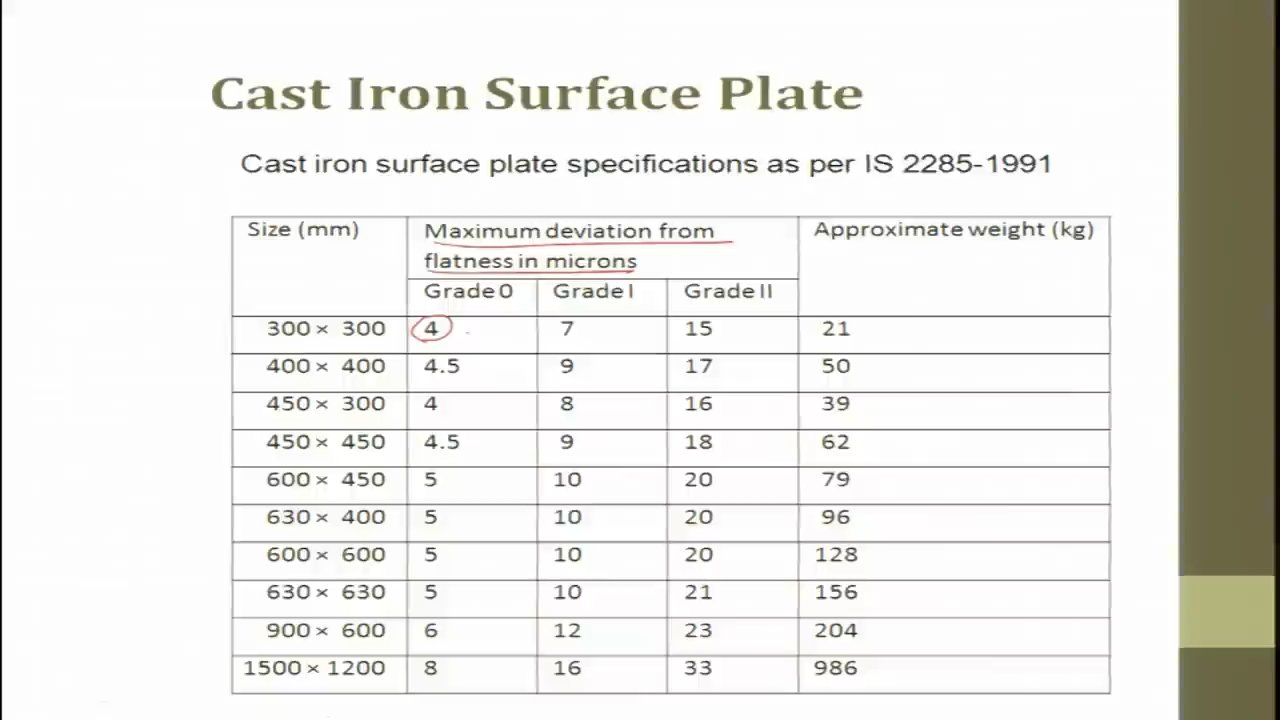 Cast Iron Surface Plate
Cast iron surface plate specifications as per IS 2285-1991
Size (mm) Maximum deviation from flatness in microns Approximate weight (kg)
Grade 0 Grade I Grade II
300 × 300 4 7 15 21
400 × 400 4.5 9 17 50
450 × 300 4 8 16 39
450 × 450 4.5 9 18 62
600 × 450 5 10 20 79
630 × 400 5 10 20 96
600 × 600 5 10 20 128
630 × 630 5 10 21 156
900 × 600 6 12 23 204
1500 × 1200 8 16 33 986